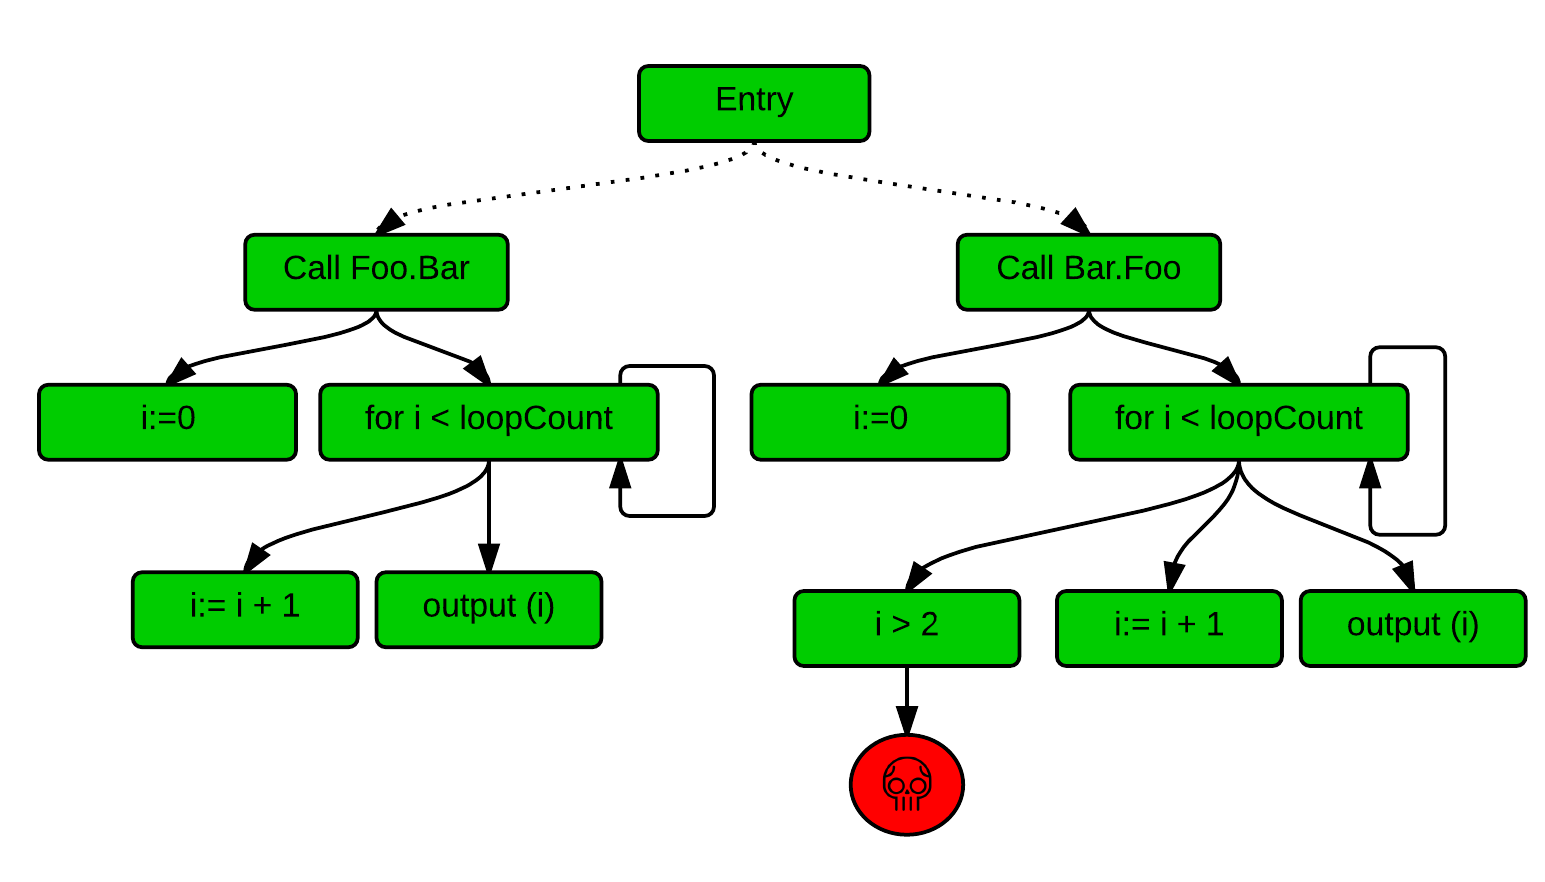 Entry
Call Foo.Bar
Call Bar.Foo
i:=0
for i < loopCount
i:=0
for i < loopCount
i:= i + 1
output (i)
i > 2
i:= i + 1
output (i)